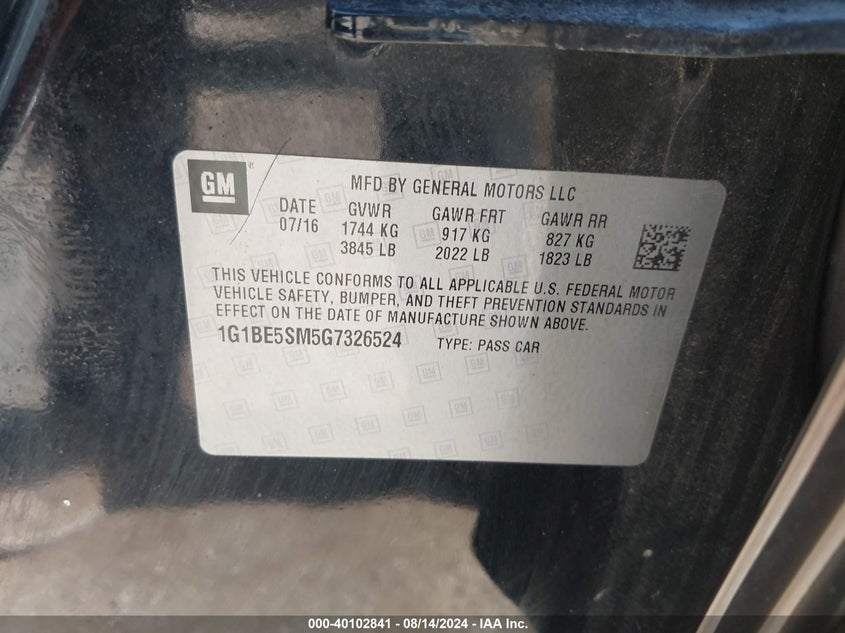 GM
MFD BY GENERAL MOTORS LLC
DATE GVWR GAWR FRT GAWR RR
07/16 1744 KG 917 KG 827 KG
3845 LB 2022 LB 1823 LB
THIS VEHICLE CONFORMS TO ALL APPLICABLE U.S. FEDERAL MOTOR
VEHICLE SAFETY, BUMPER, AND THEFT PREVENTION STANDARDS IN
EFFECT ON THE DATE OF MANUFACTURE SHOWN ABOVE.
1G1BE5SM5G7326524 TYPE: PASS CAR
000-40102841 - 08/14/2024 - IAA Inc.